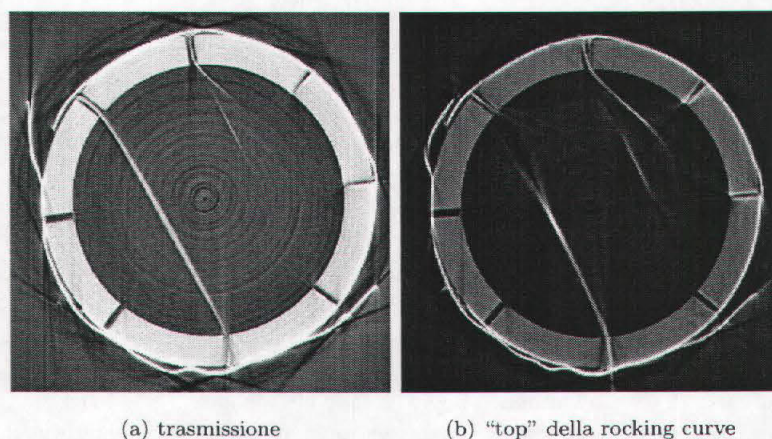 (a) trasmissione
(b) “top” della rocking curve